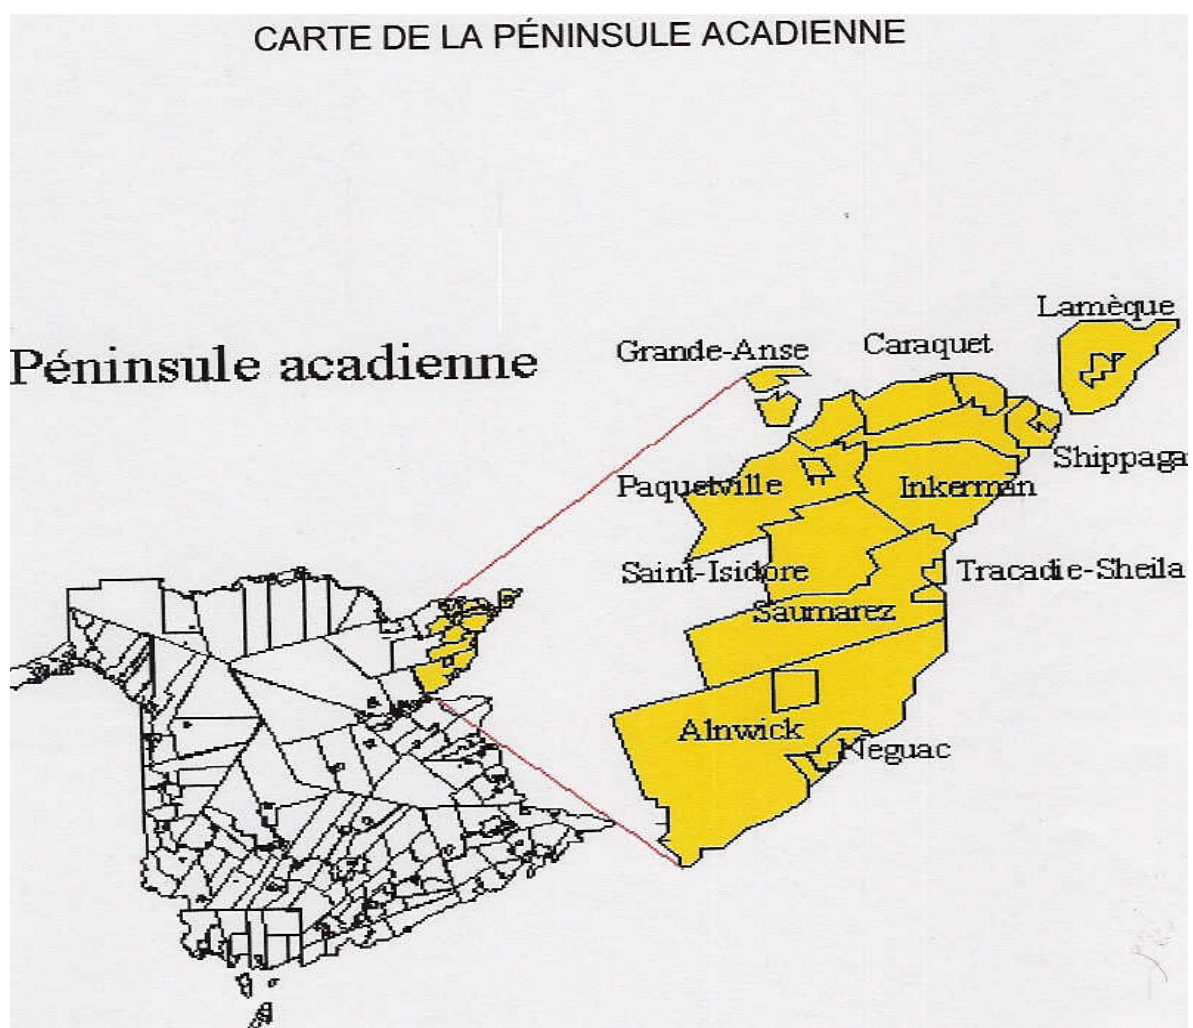 CARTE DE LA PÉNINSULE ACADIENNE
Péninsule acadienne
Lamèque
Grande-Anse
Caraquet
Shippaga
Paquetville
Inkerman
Saint-Isidore
Tracadie-Sheila
Saumarez
Alnwick
Neguac